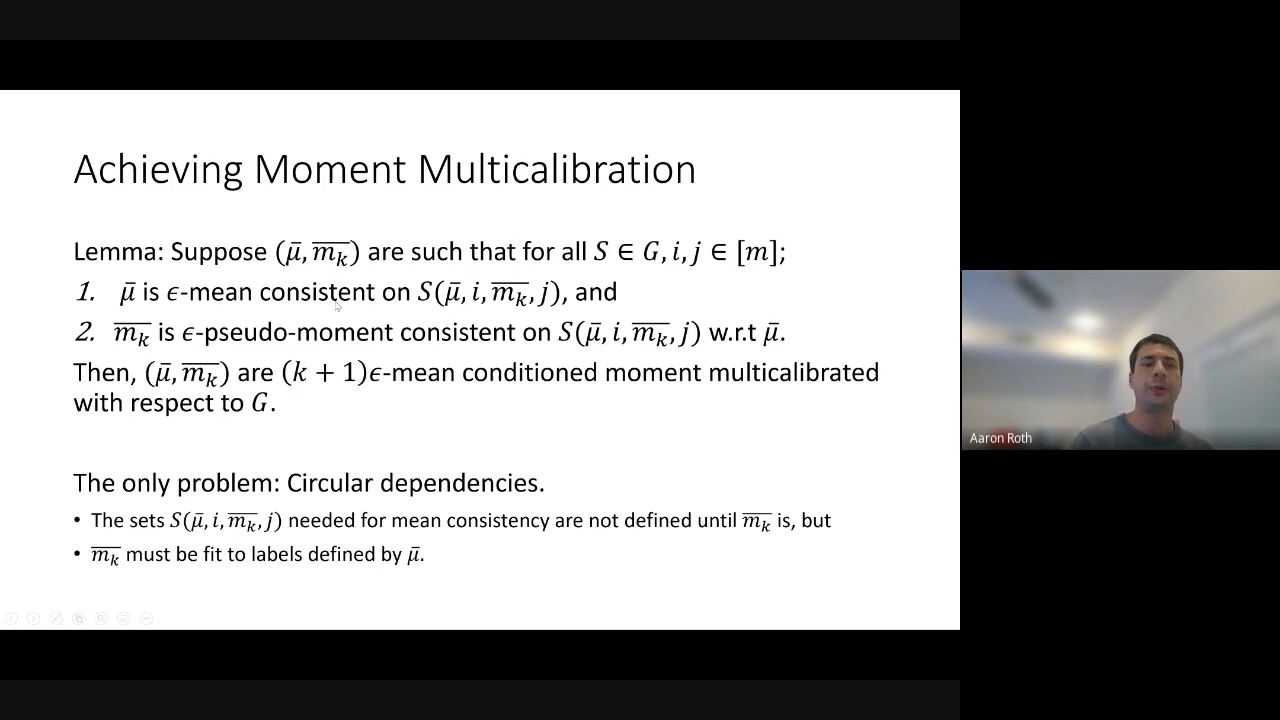 Achieving Moment Multicalibration
Lemma: Suppose (μ̄, m̅ₖ̅) are such that for all S ∈ G, i, j ∈ [m];
1. μ̄ is ϵ-mean consistent on S(μ̄, i, m̅ₖ̅, j), and
2. m̅ₖ̅ is ϵ-pseudo-moment consistent on S(μ̄, i, m̅ₖ̅, j) w.r.t μ̄.
Then, (μ̄, m̅ₖ̅) are (k + 1)ϵ-mean conditioned moment multicalibrated
with respect to G.
The only problem: Circular dependencies.
• The sets S(μ̄, i, m̅ₖ̅, j) needed for mean consistency are not defined until m̅ₖ̅ is, but
• m̅ₖ̅ must be fit to labels defined by μ̄.
Aaron Roth